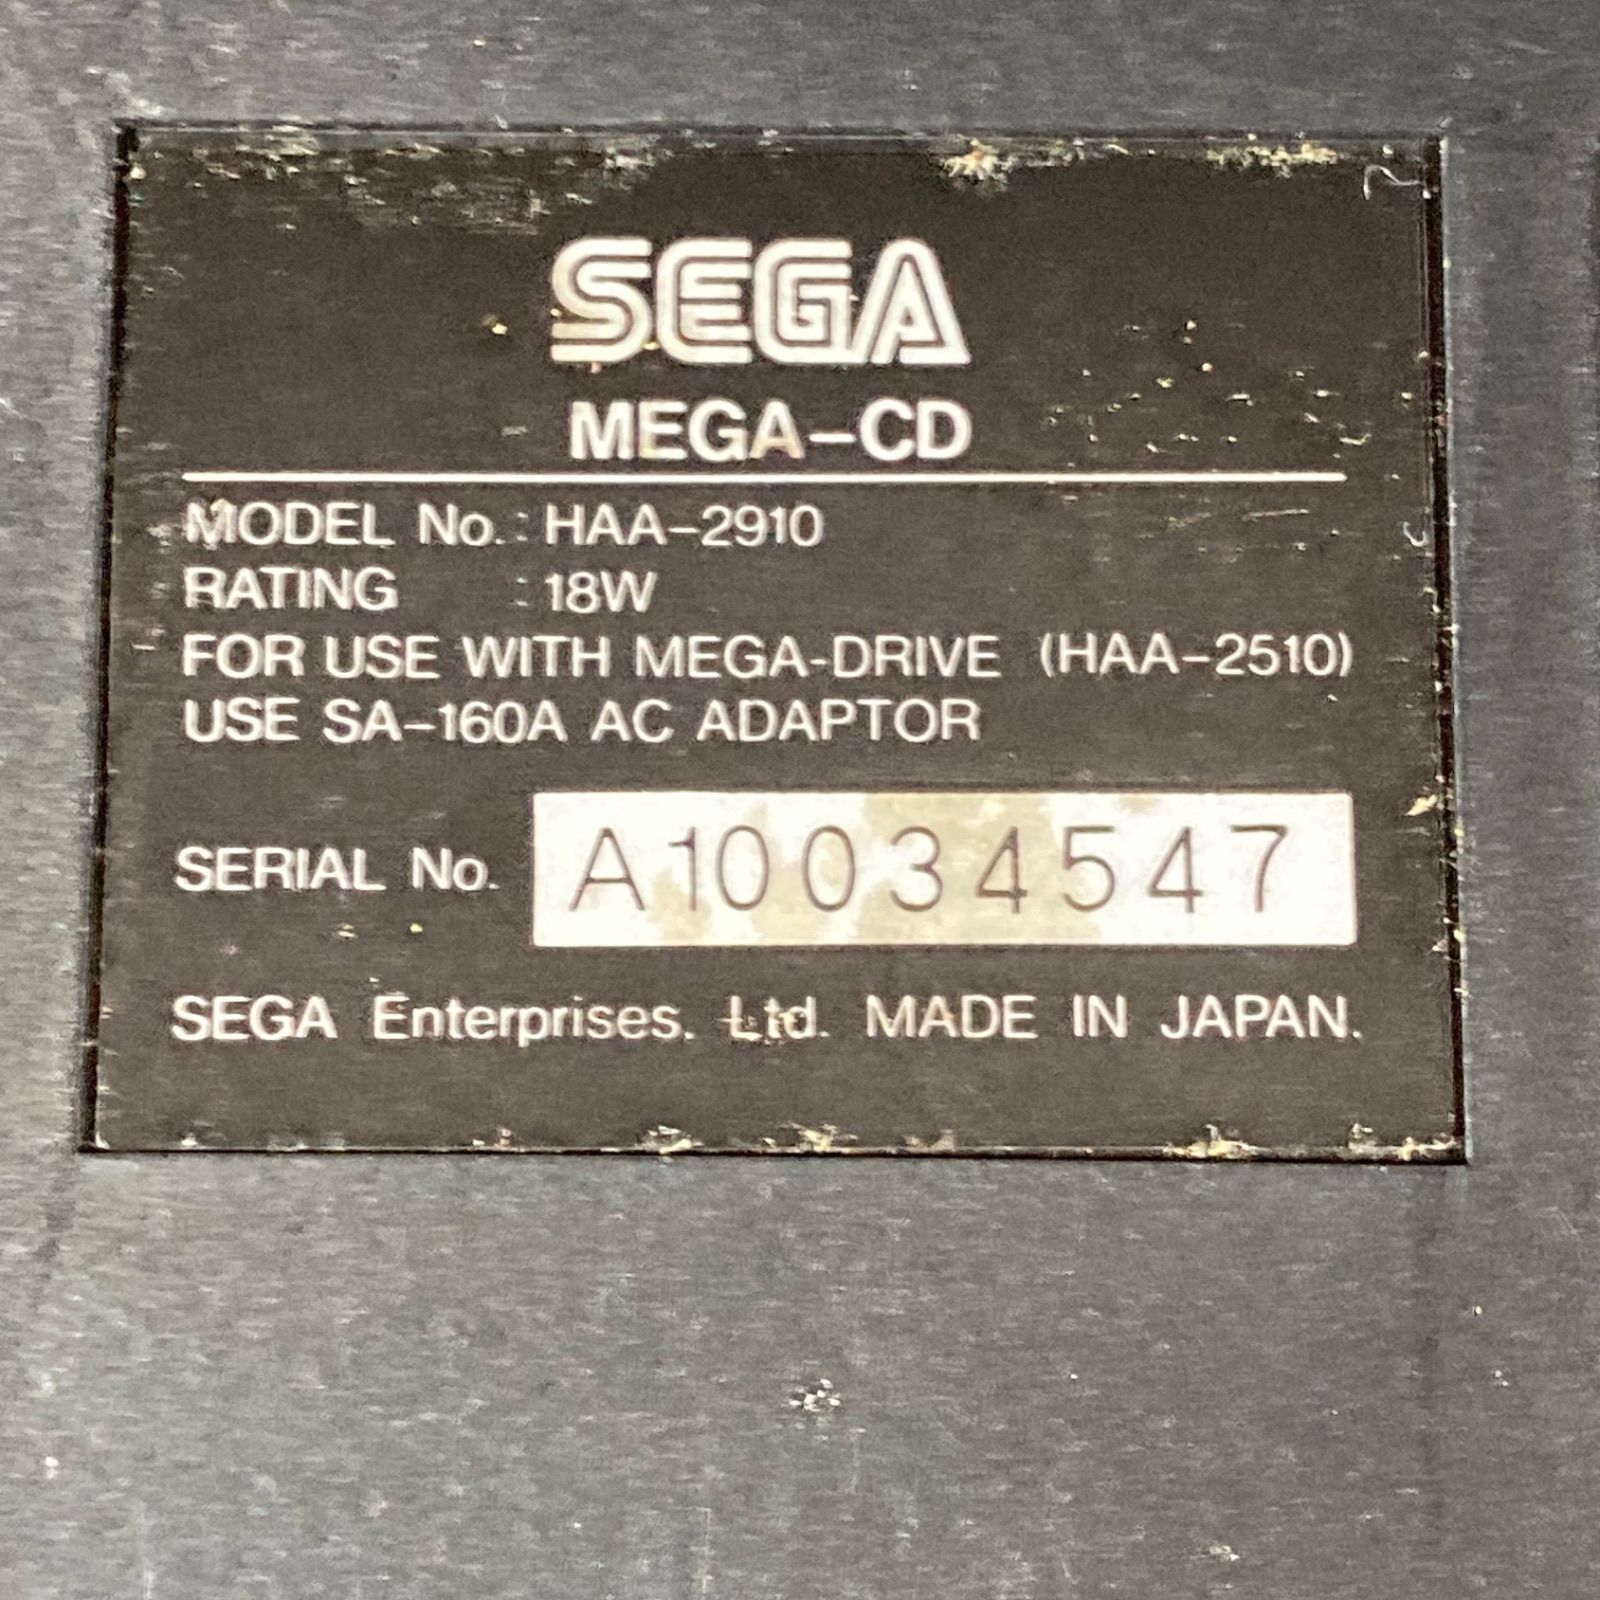 SEGA
MEGA-CD
MODEL No. : HAA-2910
RATING : 18W
FOR USE WITH MEGA-DRIVE (HAA-2510)
USE SA-160A AC ADAPTOR
SERIAL No. A10034547
SEGA Enterprises. Ltd. MADE IN JAPAN.